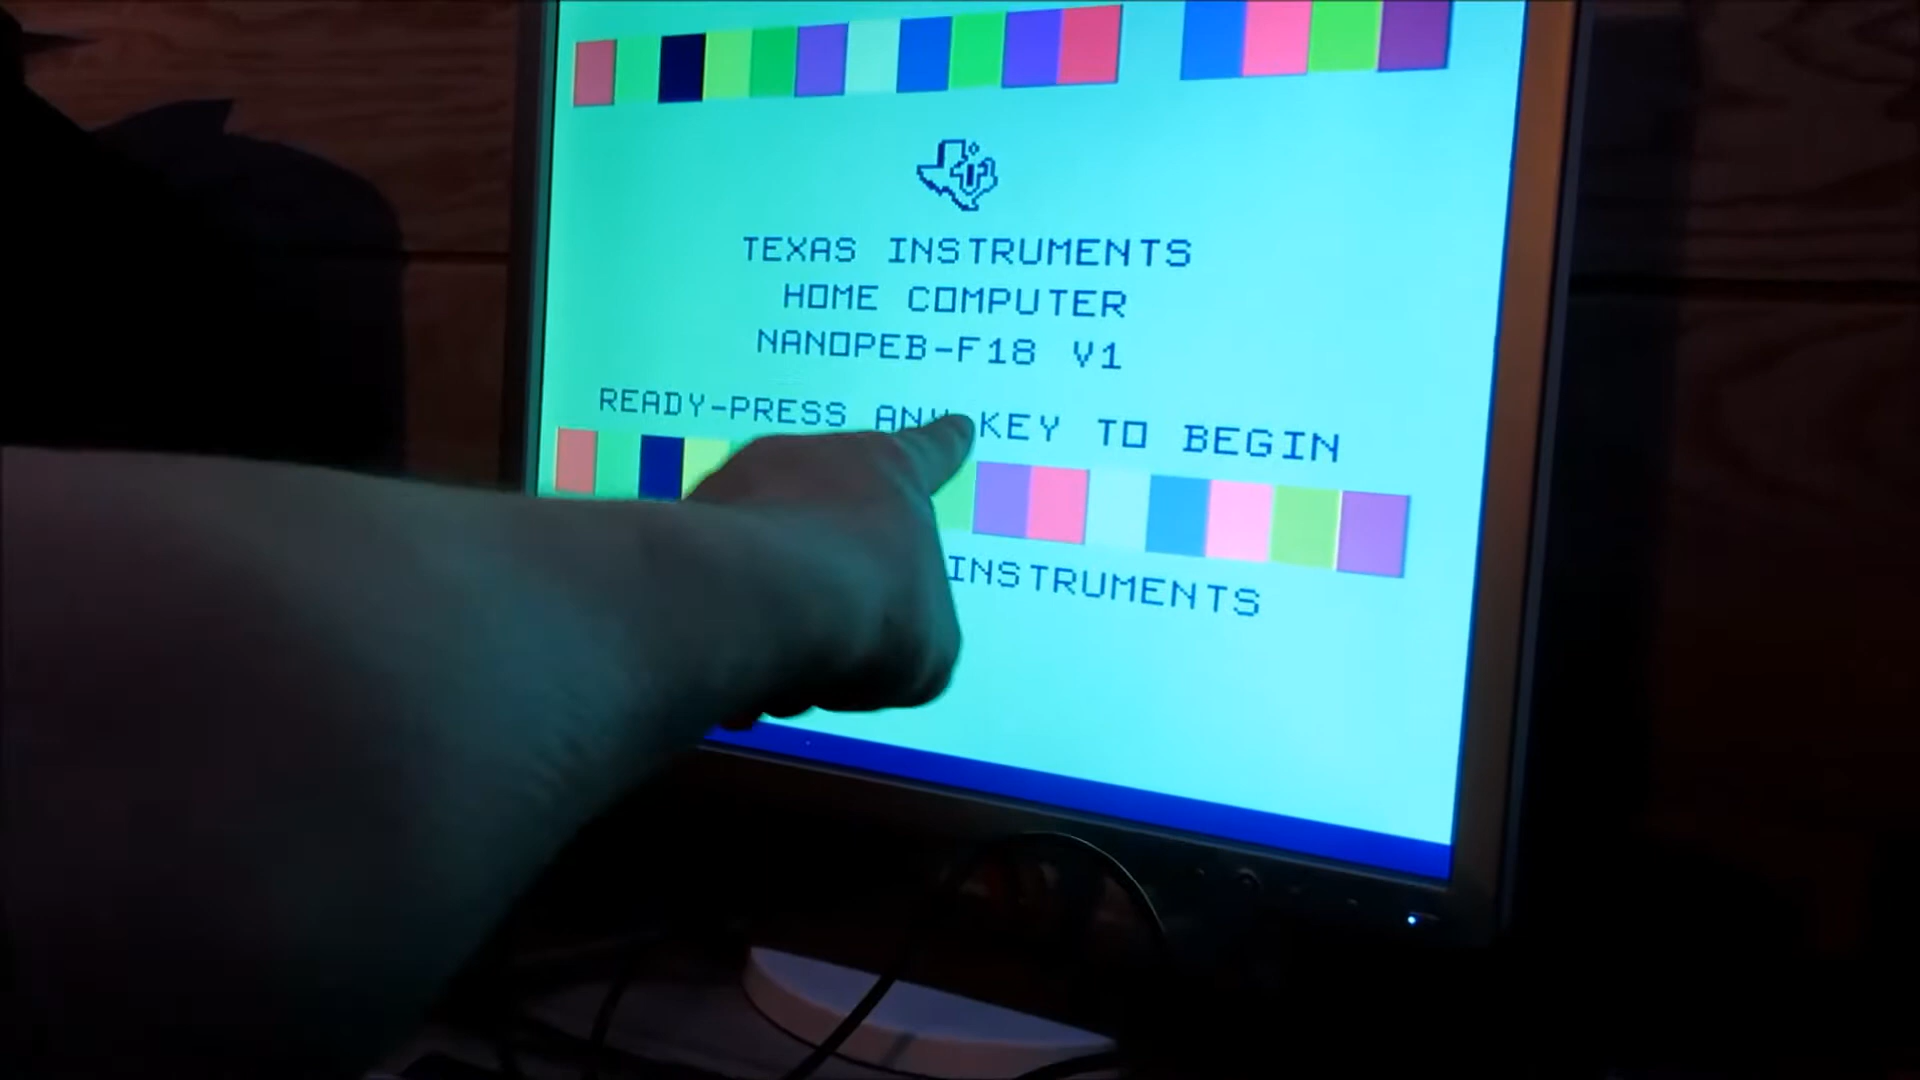 TEXAS INSTRUMENTS
HOME COMPUTER
NANOPEB-F18 V1
READY-PRESS ANY KEY TO BEGIN
INSTRUMENTS